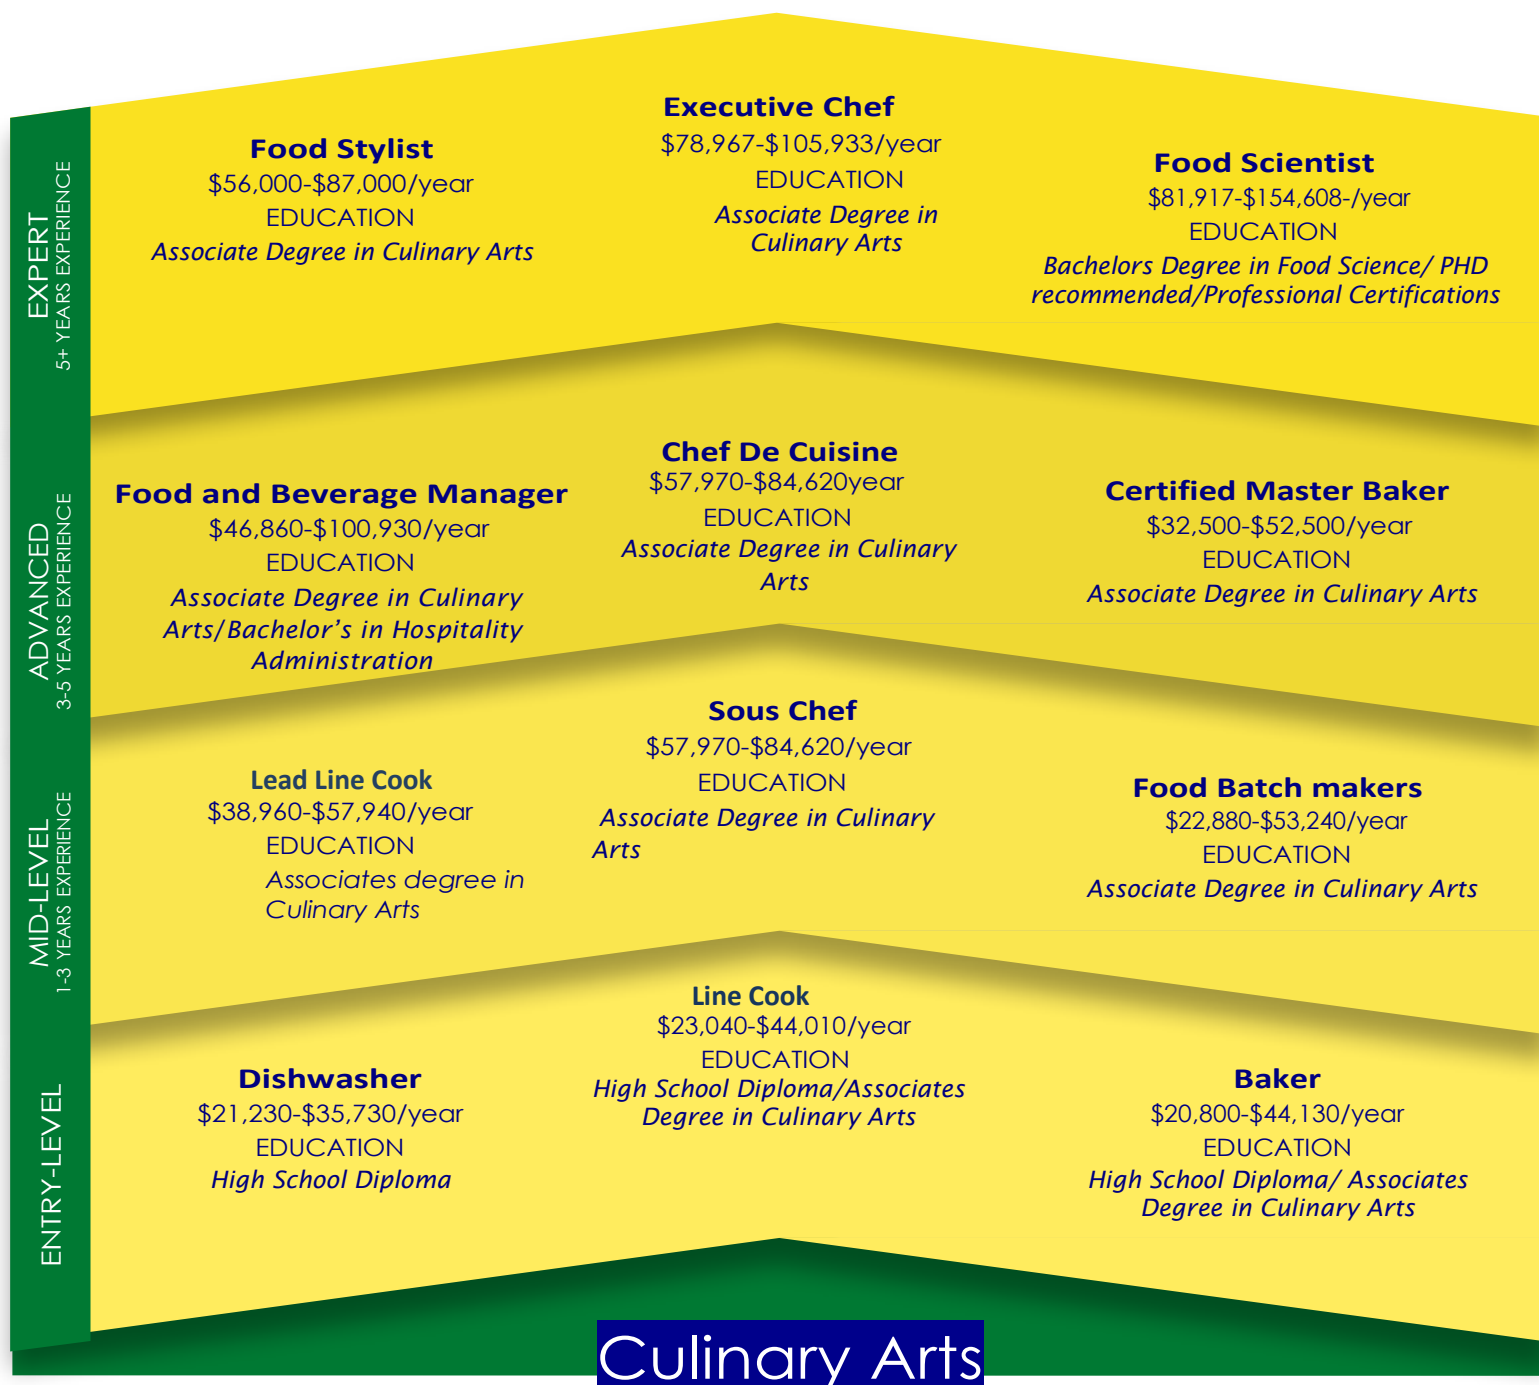 EXPERT
5+ YEARS EXPERIENCE
Food Stylist
$56,000-$87,000/year
EDUCATION
Associate Degree in Culinary Arts
Executive Chef
$78,967-$105,933/year
EDUCATION
Associate Degree in
Culinary Arts
Food Scientist
$81,917-$154,608-/year
EDUCATION
Bachelors Degree in Food Science/ PHD
recommended/Professional Certifications
ADVANCED
3-5 YEARS EXPERIENCE
Food and Beverage Manager
$46,860-$100,930/year
EDUCATION
Associate Degree in Culinary
Arts/Bachelor’s in Hospitality
Administration
Chef De Cuisine
$57,970-$84,620year
EDUCATION
Associate Degree in Culinary
Arts
Certified Master Baker
$32,500-$52,500/year
EDUCATION
Associate Degree in Culinary Arts
MID-LEVEL
1-3 YEARS EXPERIENCE
Lead Line Cook
$38,960-$57,940/year
EDUCATION
Associates degree in
Culinary Arts
Sous Chef
$57,970-$84,620/year
EDUCATION
Associate Degree in Culinary
Arts
Food Batch makers
$22,880-$53,240/year
EDUCATION
Associate Degree in Culinary Arts
ENTRY-LEVEL
Dishwasher
$21,230-$35,730/year
EDUCATION
High School Diploma
Line Cook
$23,040-$44,010/year
EDUCATION
High School Diploma/Associates
Degree in Culinary Arts
Baker
$20,800-$44,130/year
EDUCATION
High School Diploma/ Associates
Degree in Culinary Arts
Culinary Arts